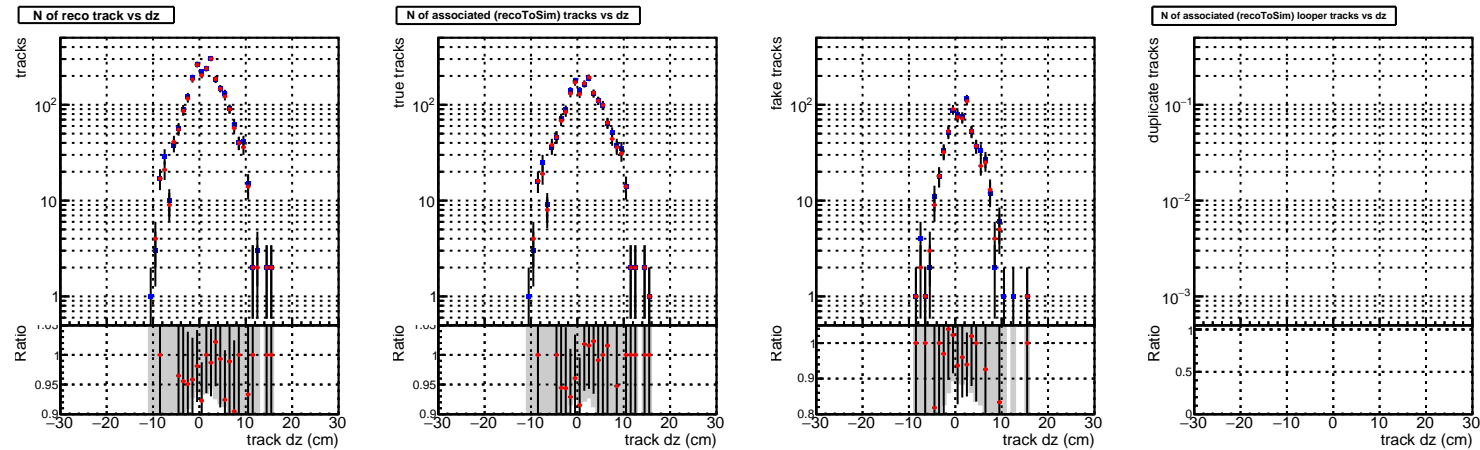 N of reco track vs dz
tracks
10²
10
1
Ratio
1
0.95
0.9
−30 −20 −10 0 10 20 30
track dz (cm)
N of associated (recoToSim) tracks vs dz
true tracks
10²
10
1
Ratio
1
0.95
0.9
−30 −20 −10 0 10 20 30
track dz (cm)
fake tracks
10²
10
1
Ratio
1
0.9
0.8
−30 −20 −10 0 10 20 30
track dz (cm)
N of associated (recoToSim) looper tracks vs dz
duplicate tracks
10⁻¹
10⁻²
10⁻³
Ratio
1
0.5
0
−30 −20 −10 0 10 20 30
track dz (cm)